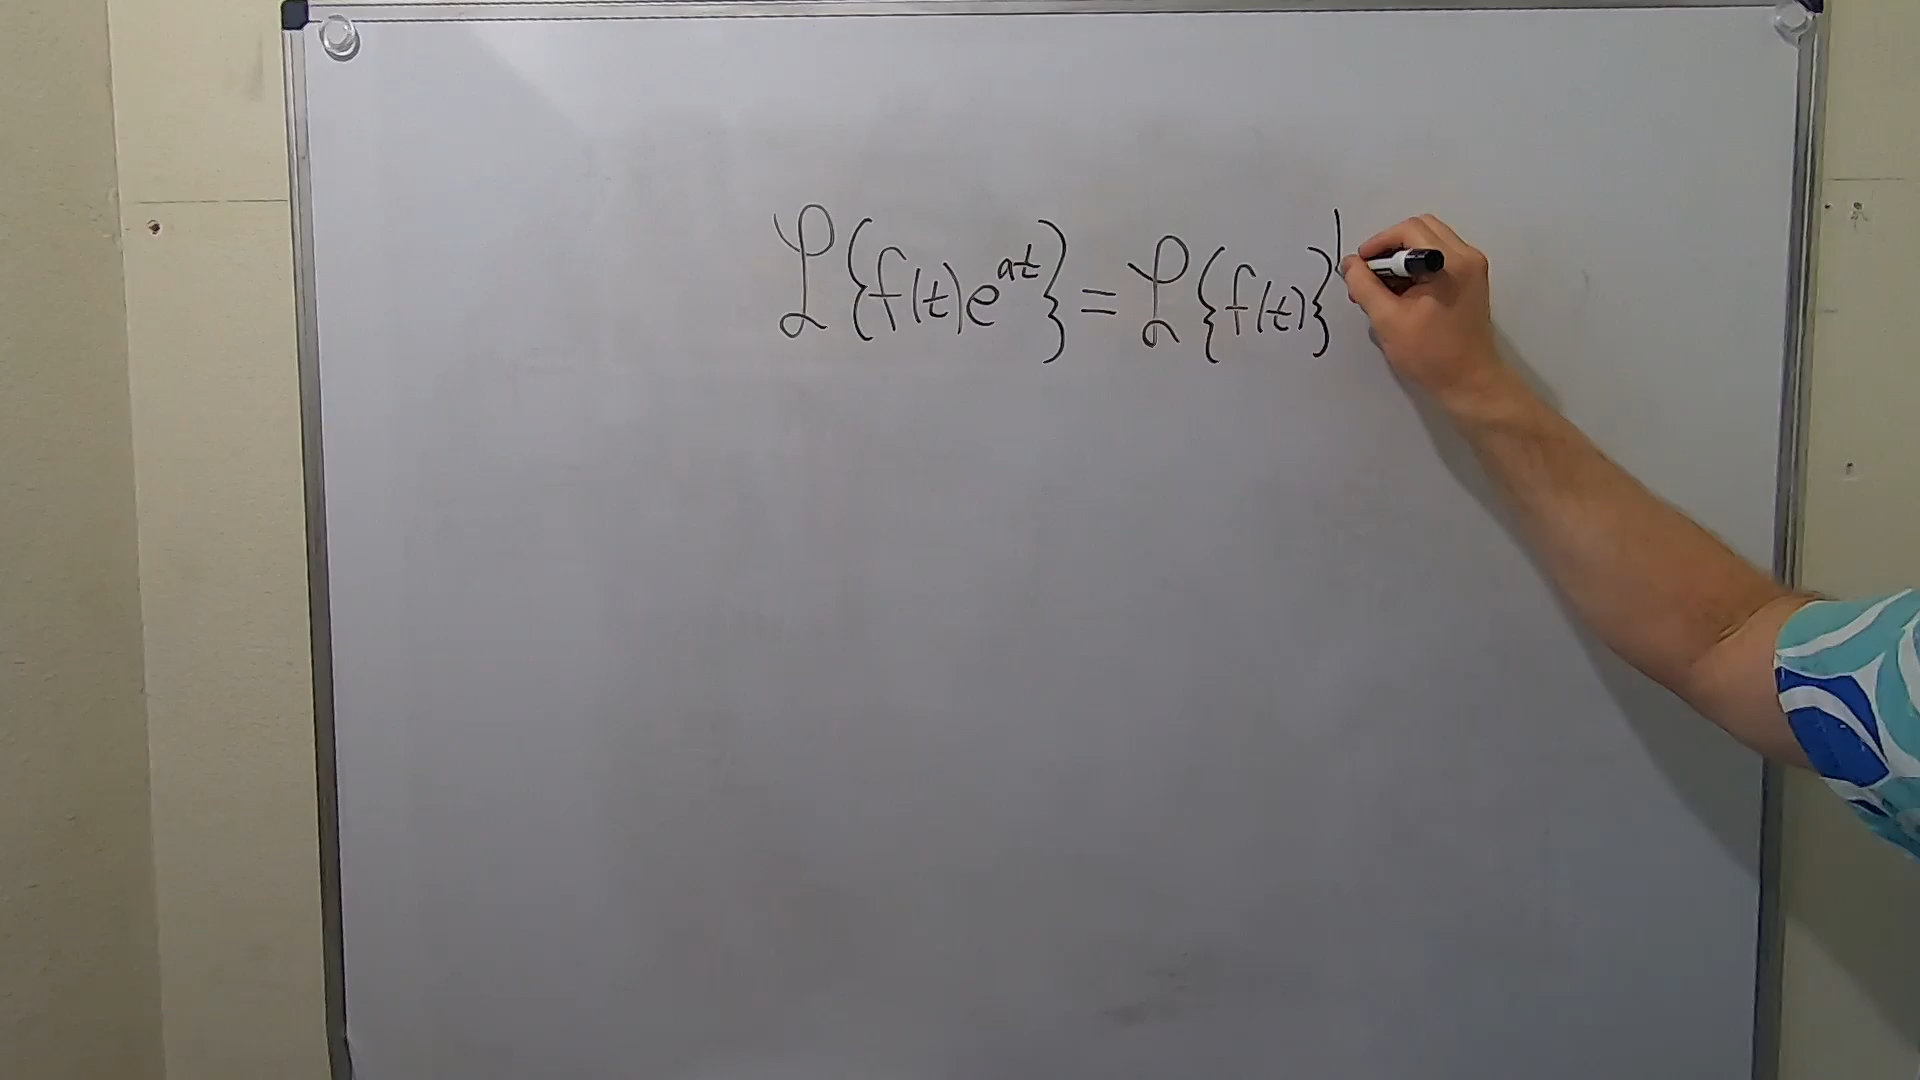 ℒ{f(t)e^{at}} = ℒ{f(t)}|